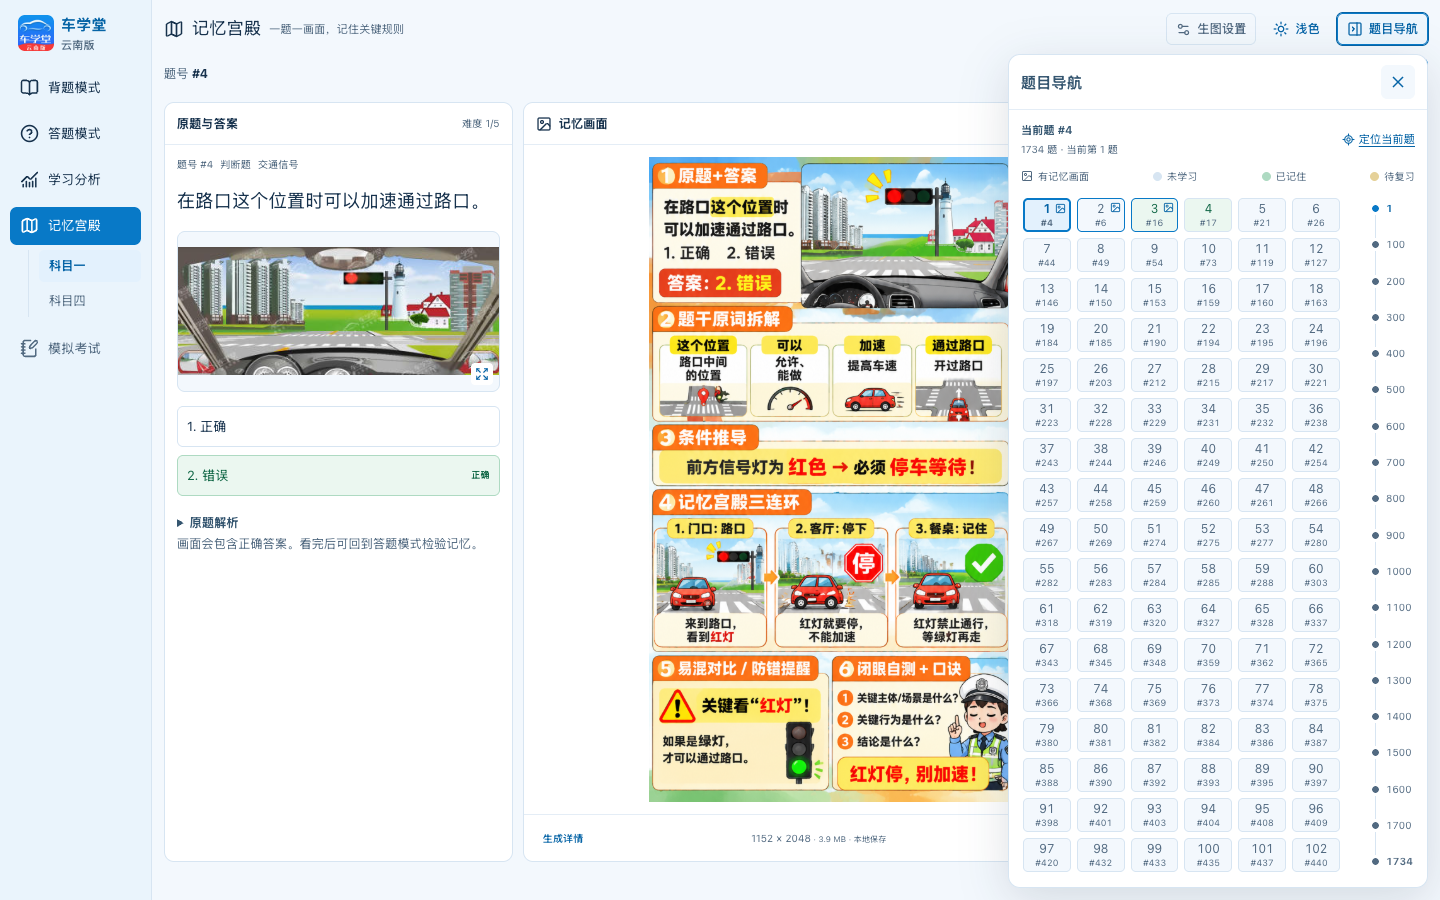 车学堂
云南版
背题模式
答题模式
学习分析
记忆宫殿
科目一
科目四
模拟考试
记忆宫殿 一题一画面，记住关键规则
生图设置
浅色
题目导航
题号 #4
原题与答案
难度 1/5
题号 #4 判断题 交通信号
在路口这个位置时可以加速通过路口。
1. 正确
2. 错误
正确
原题解析
画面会包含正确答案。看完后可回到答题模式检验记忆。
记忆画面
1 原题+答案
在路口这个位置时
可以加速通过路口。
1. 正确 2. 错误
答案：2. 错误
2 题干原词拆解
这个位置
路口中间
的位置
可以
允许、
能做
加速
提高车速
通过路口
开过路口
3 条件推导
前方信号灯为 红色 → 必须 停车等待！
4 记忆宫殿三连环
1. 门口：路口
来到路口，
看到红灯
2. 客厅：停下
停
红灯就要停，
不能加速
3. 餐桌：记住
红灯禁止通行，
等绿灯再走
5 易混对比 / 防错提醒
关键看“红灯”！
如果是绿灯，
才可以通过路口。
6 闭眼自测 + 口诀
1 关键主体/场景是什么？
2 关键行为是什么？
3 结论是什么？
红灯停，别加速！
生成详情
1152 × 2048 · 3.9 MB · 本地保存
题目导航
当前题 #4
1734 题 · 当前第 1 题
定位当前题
有记忆画面
未学习
已记住
待复习
1 2 3 4 5 6
#4 #6 #16 #17 #21 #26
7 8 9 10 11 12
#44 #49 #54 #73 #119 #127
13 14 15 16 17 18
#146 #150 #153 #159 #160 #163
19 20 21 22 23 24
#184 #185 #190 #194 #195 #196
25 26 27 28 29 30
#197 #203 #212 #215 #217 #221
31 32 33 34 35 36
#223 #228 #229 #231 #232 #238
37 38 39 40 41 42
#243 #244 #246 #249 #250 #254
43 44 45 46 47 48
#257 #258 #259 #260 #261 #266
49 50 51 52 53 54
#267 #269 #274 #275 #277 #280
55 56 57 58 59 60
#282 #283 #284 #285 #288 #303
61 62 63 64 65 66
#318 #319 #320 #327 #328 #337
67 68 69 70 71 72
#343 #345 #348 #359 #362 #365
73 74 75 76 77 78
#366 #368 #369 #373 #374 #375
79 80 81 82 83 84
#380 #381 #382 #384 #386 #387
85 86 87 88 89 90
#388 #390 #392 #393 #395 #397
91 92 93 94 95 96
#398 #401 #403 #404 #408 #409
97 98 99 100 101 102
#420 #432 #433 #435 #437 #440
1
100
200
300
400
500
600
700
800
900
1000
1100
1200
1300
1400
1500
1600
1700
1734